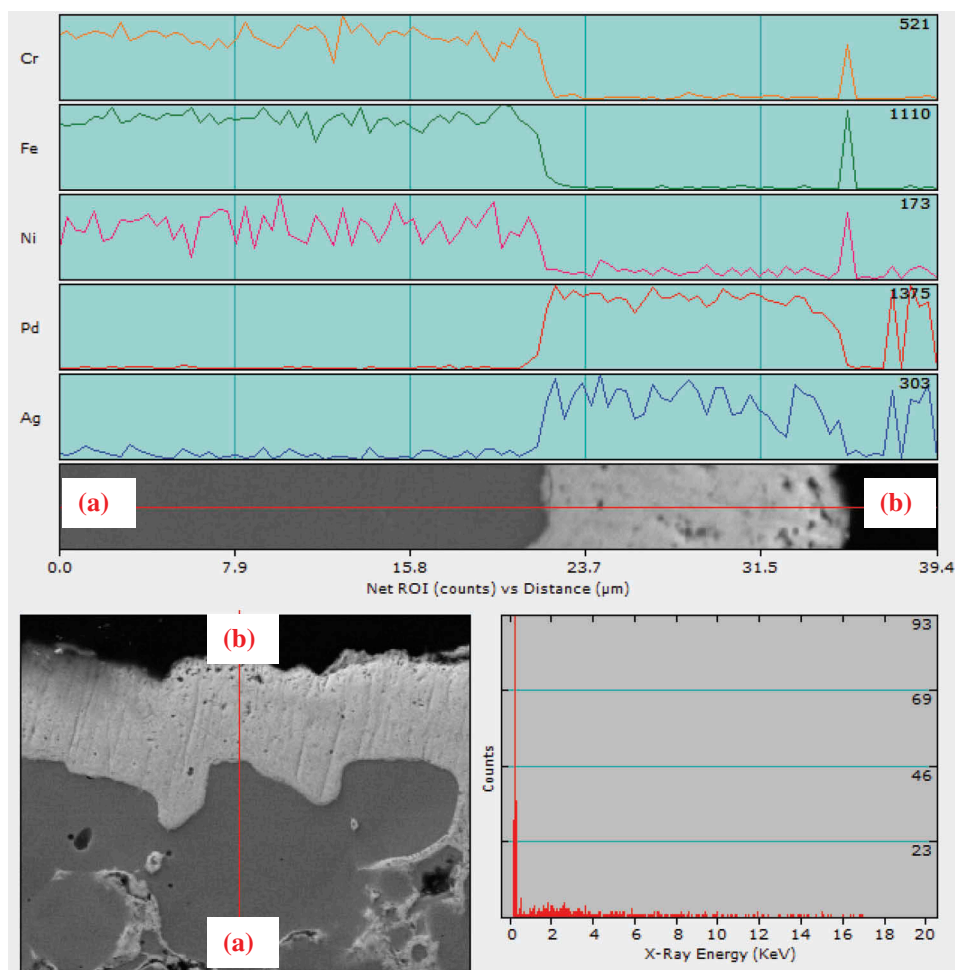 Cr 521
Fe 1110
Ni 173
Pd 1375
Ag 303
(a) (b)
0.0 7.9 15.8 23.7 31.5 39.4
Net ROI (counts) vs Distance (µm)
(b)
(a)
93
69
46
23
Counts
0 2 4 6 8 10 12 14 16 18 20
X-Ray Energy (KeV)